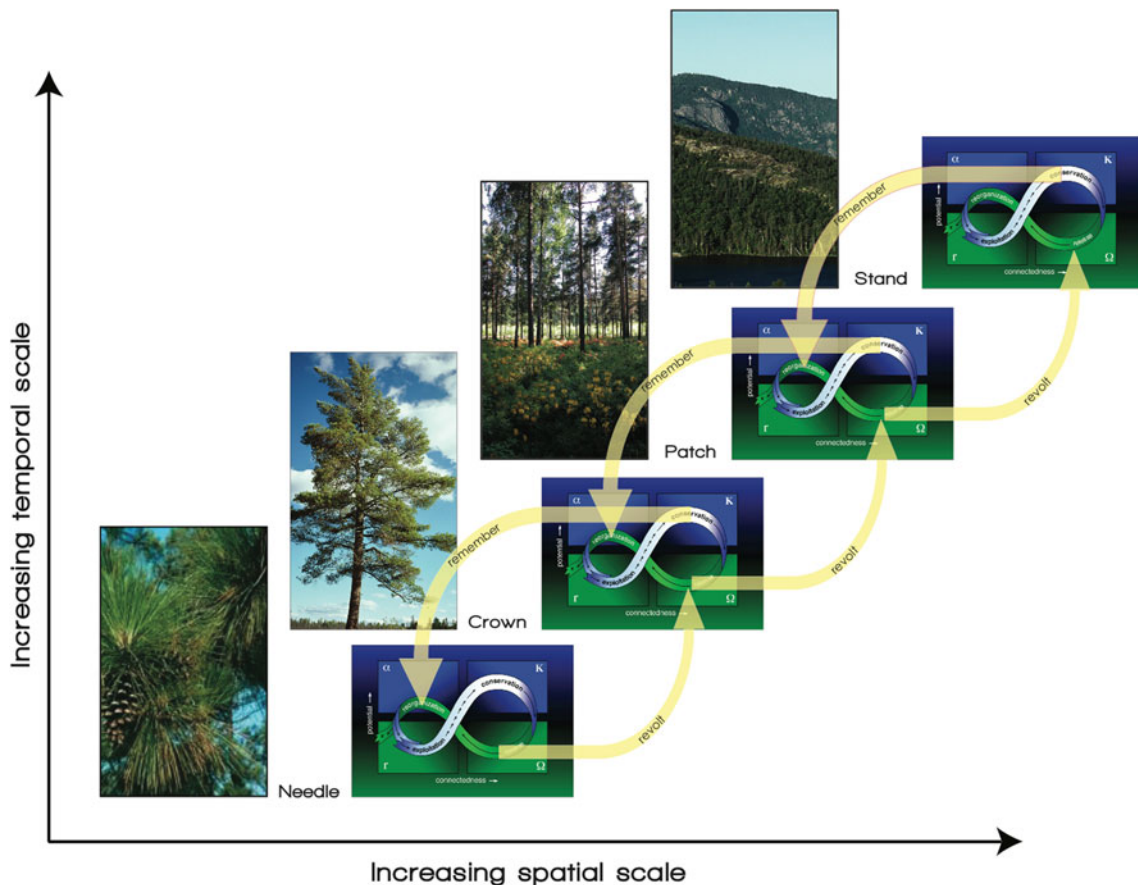 Increasing temporal scale
Increasing spatial scale
Stand
α
K
potential →
reorganization
conservation
exploitation
release
r
Ω
connectedness →
remember
revolt
Patch
α
K
potential →
reorganization
conservation
exploitation
r
Ω
connectedness →
remember
revolt
Crown
α
K
potential →
reorganization
conservation
exploitation
r
Ω
connectedness →
remember
revolt
Needle
α
K
potential →
reorganization
conservation
exploitation
r
Ω
connectedness →